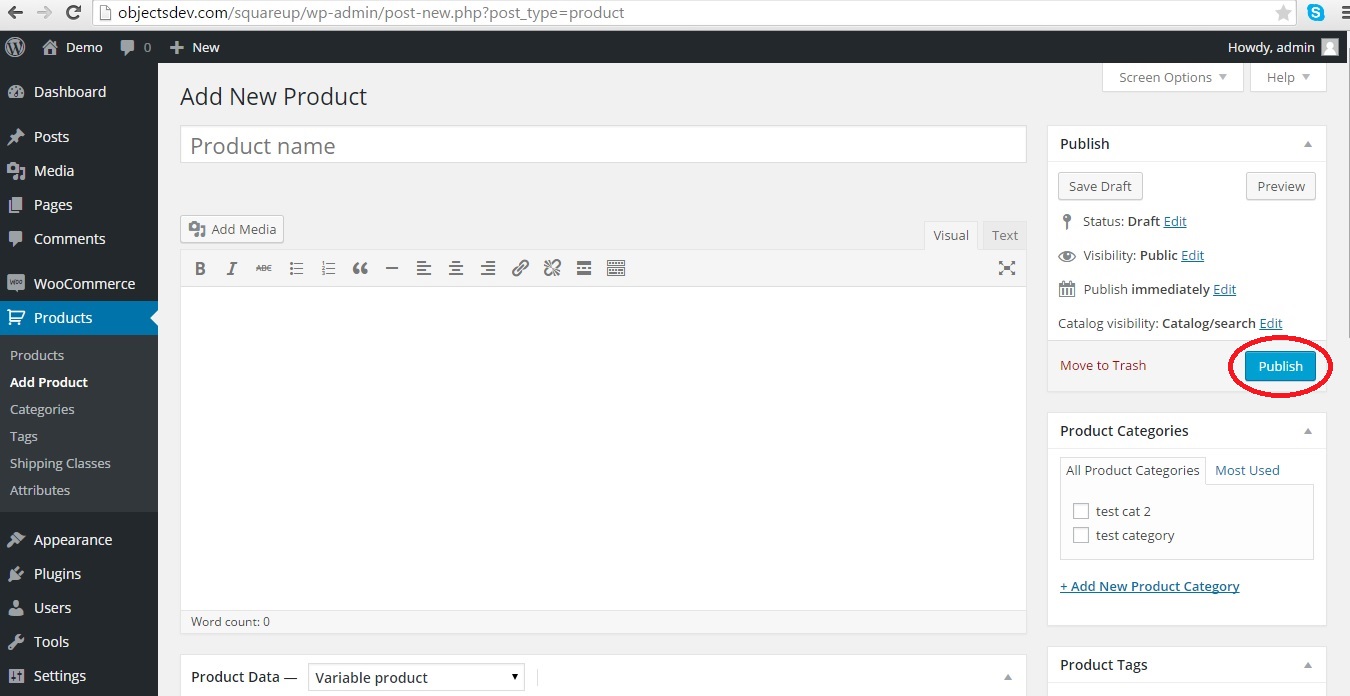 objectsdev.com/squareup/wp-admin/post-new.php?post_type=product
Demo 0 New Howdy, admin
Screen Options Help
Dashboard
Posts
Media
Pages
Comments
WooCommerce
Products
Products
Add Product
Categories
Tags
Shipping Classes
Attributes
Appearance
Plugins
Users
Tools
Settings
Add New Product
Product name
Add Media
Visual Text
B I ABC
Word count: 0
Product Data — Variable product
Publish
Save Draft Preview
Status: Draft Edit
Visibility: Public Edit
Publish immediately Edit
Catalog visibility: Catalog/search Edit
Move to Trash Publish
Product Categories
All Product Categories Most Used
test cat 2
test category
+ Add New Product Category
Product Tags